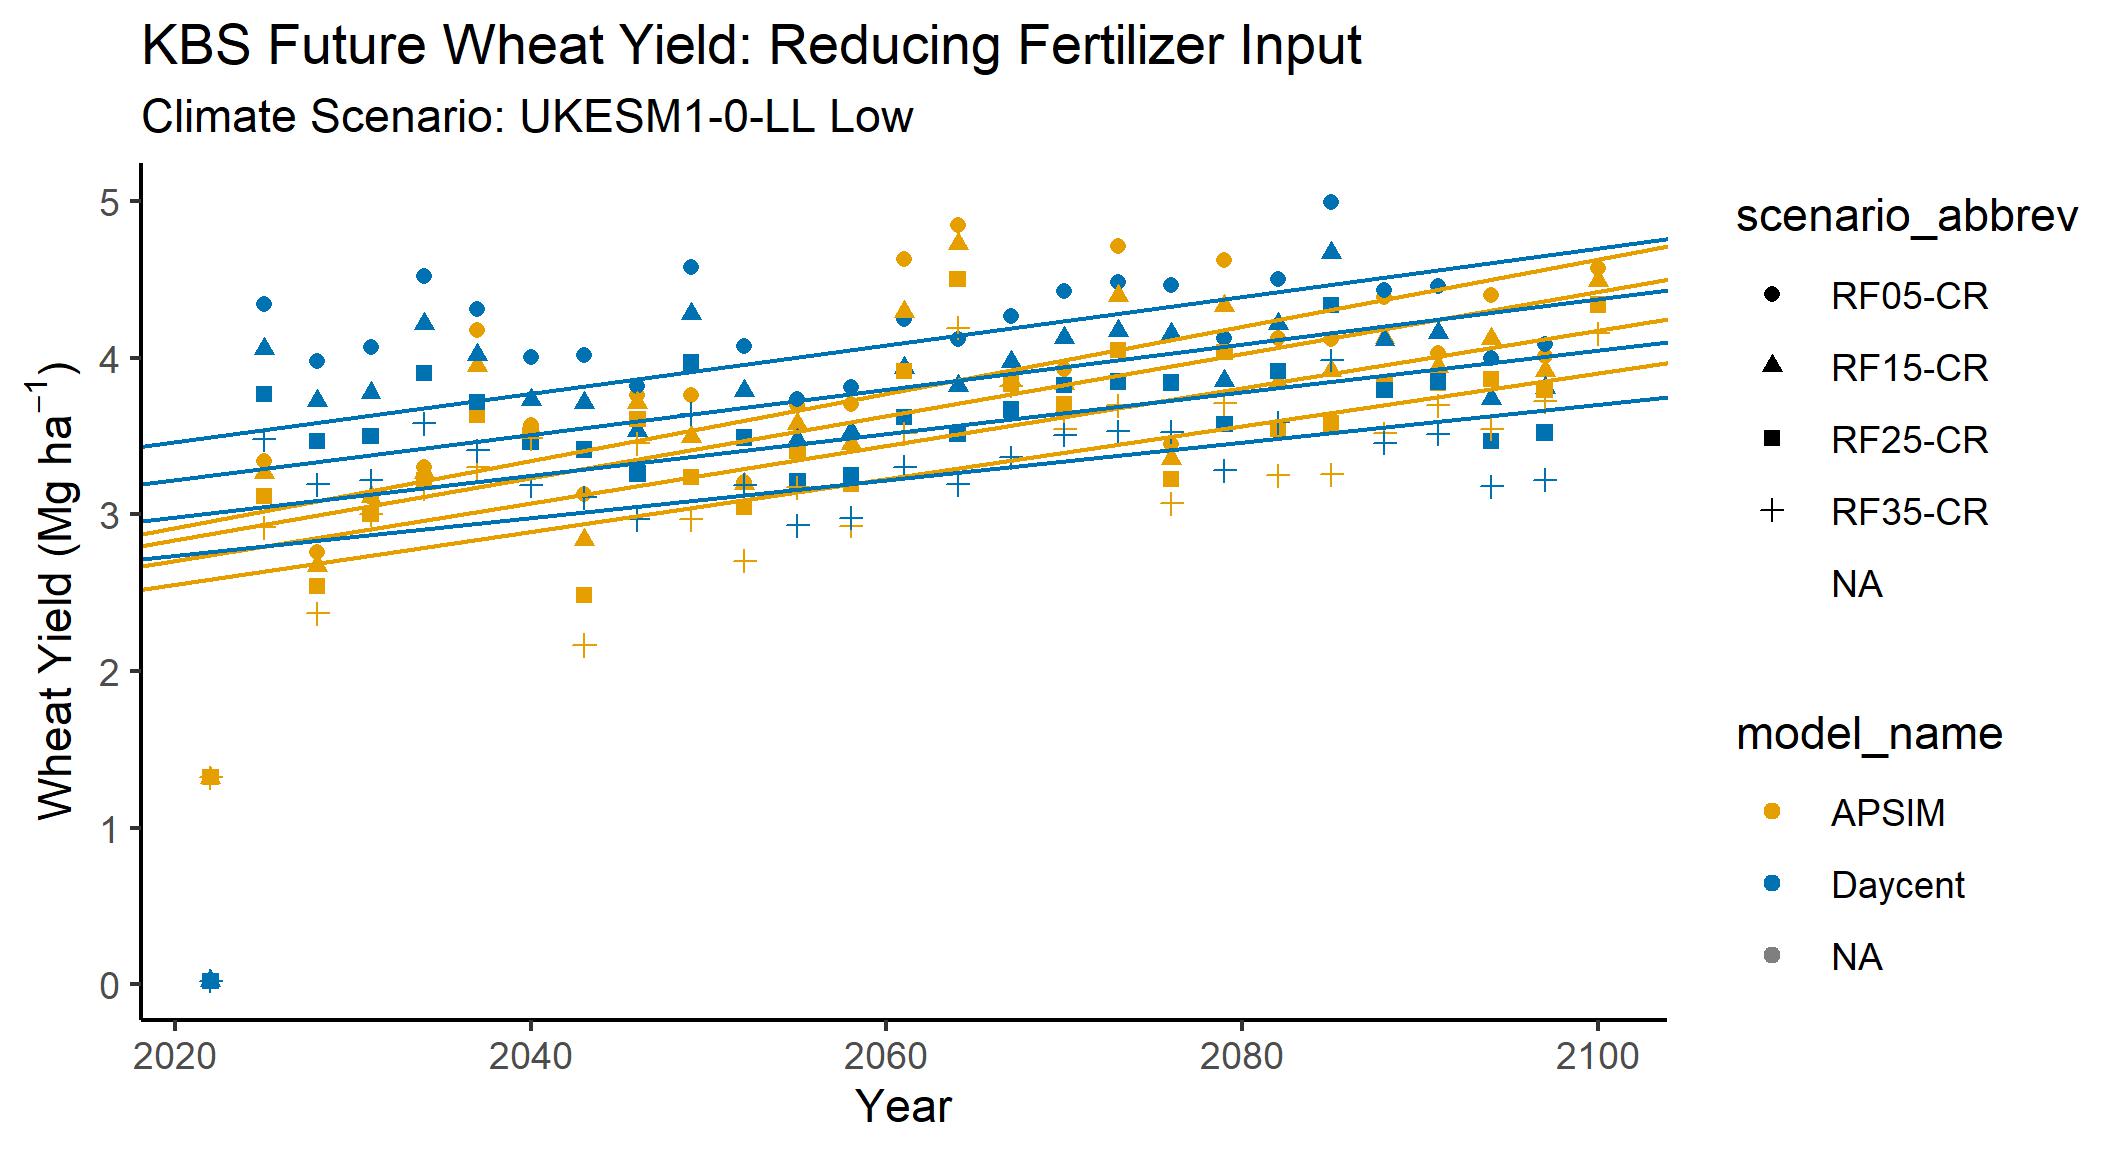 KBS Future Wheat Yield: Reducing Fertilizer Input
Climate Scenario: UKESM1-0-LL Low
Wheat Yield (Mg ha⁻¹)
5
4
3
2
1
0
2020 2040 2060 2080 2100
Year
scenario_abbrev
RF05-CR
RF15-CR
RF25-CR
RF35-CR
NA
model_name
APSIM
Daycent
NA